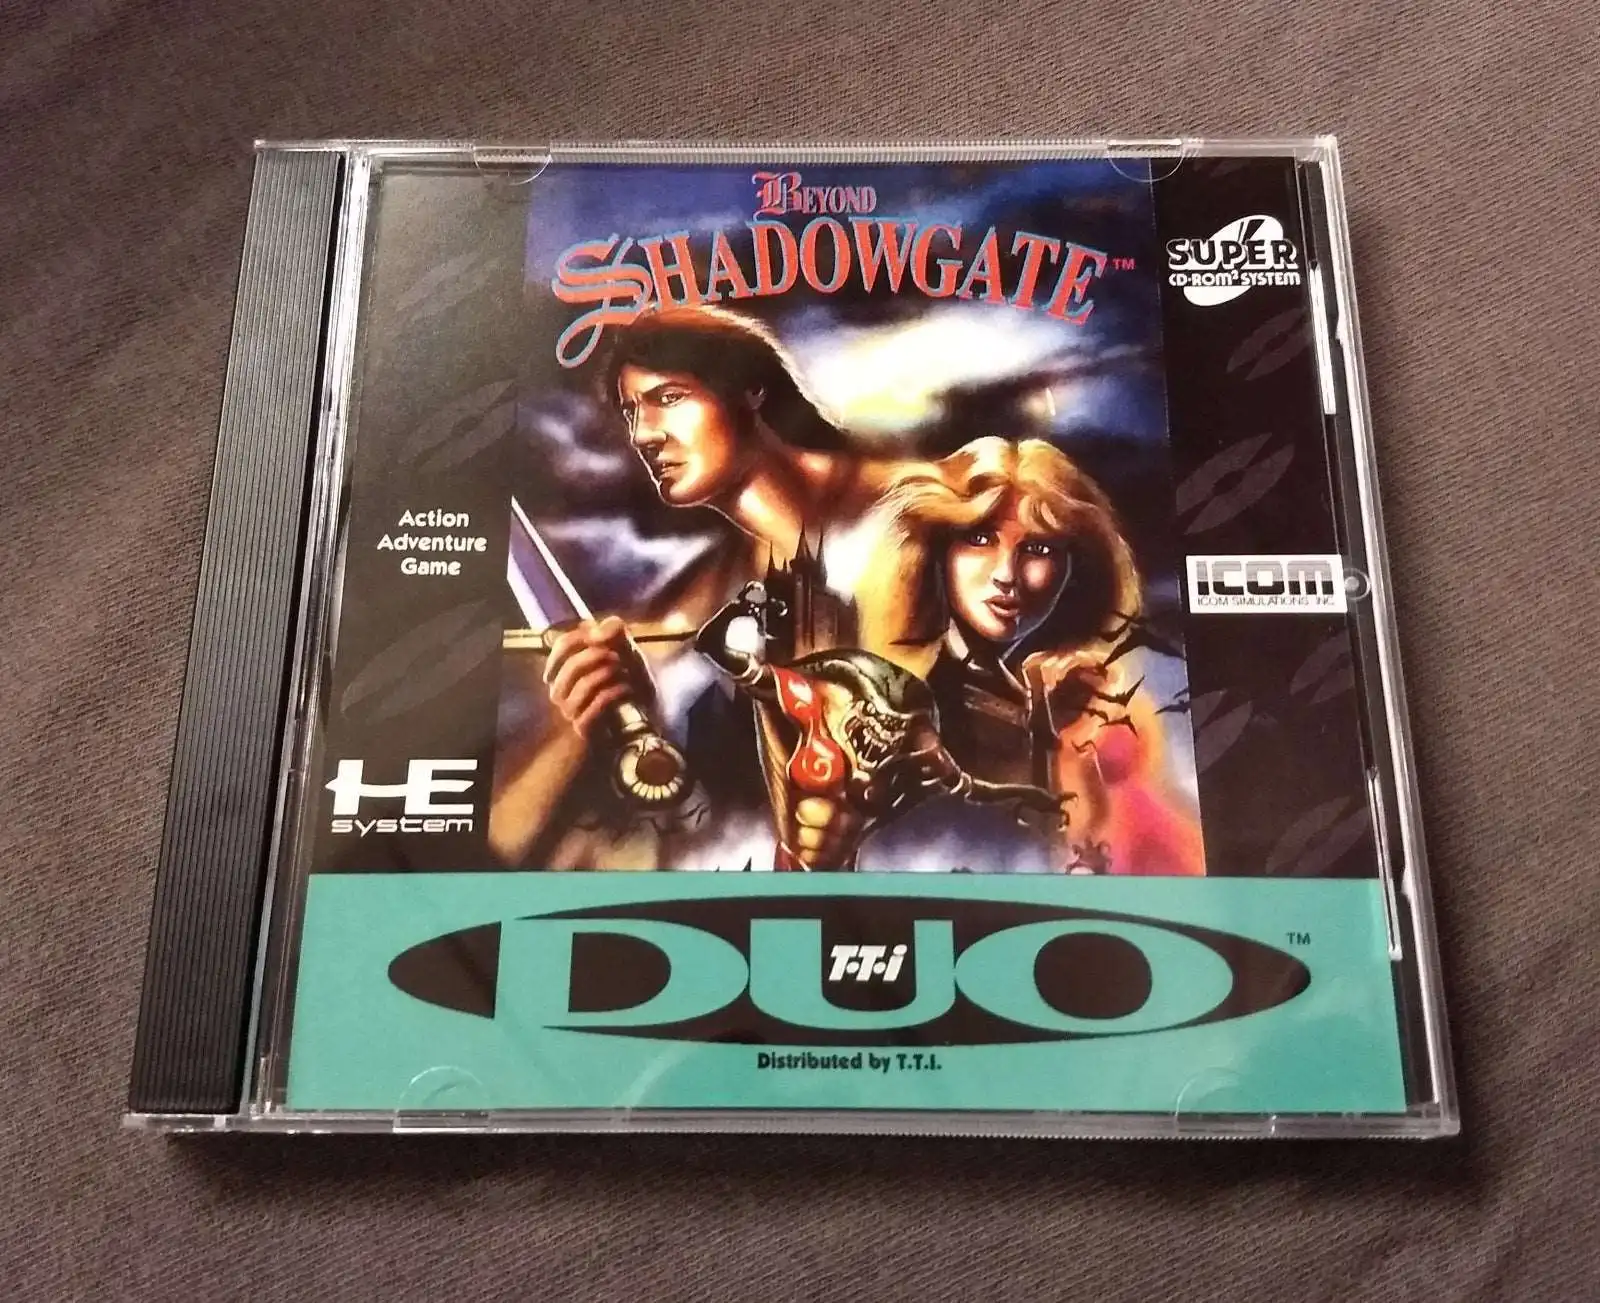 BEYOND
SHADOWGATE™
SUPER
CD-ROM² SYSTEM
Action
Adventure
Game
ICOM
ICOM SIMULATIONS, INC
HE
system
DUO™
T.T.i
Distributed by T.T.I.